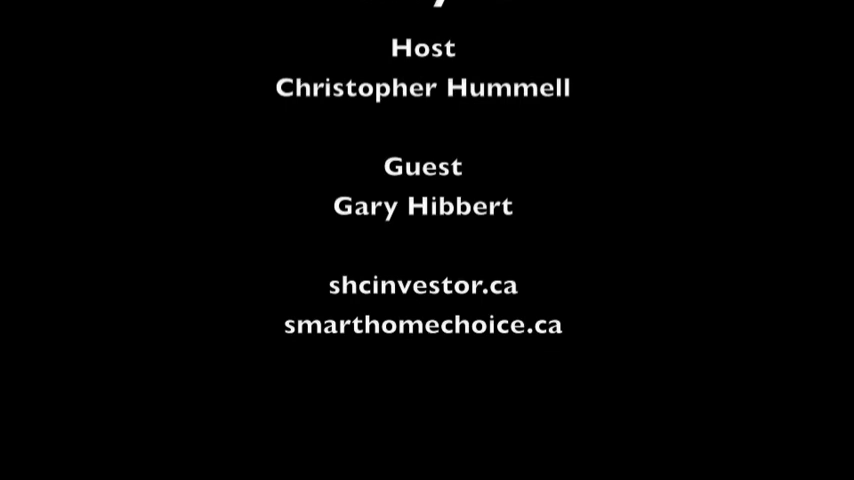 Host
Christopher Hummell
Guest
Gary Hibbert
shcinvestor.ca
smarthomechoice.ca